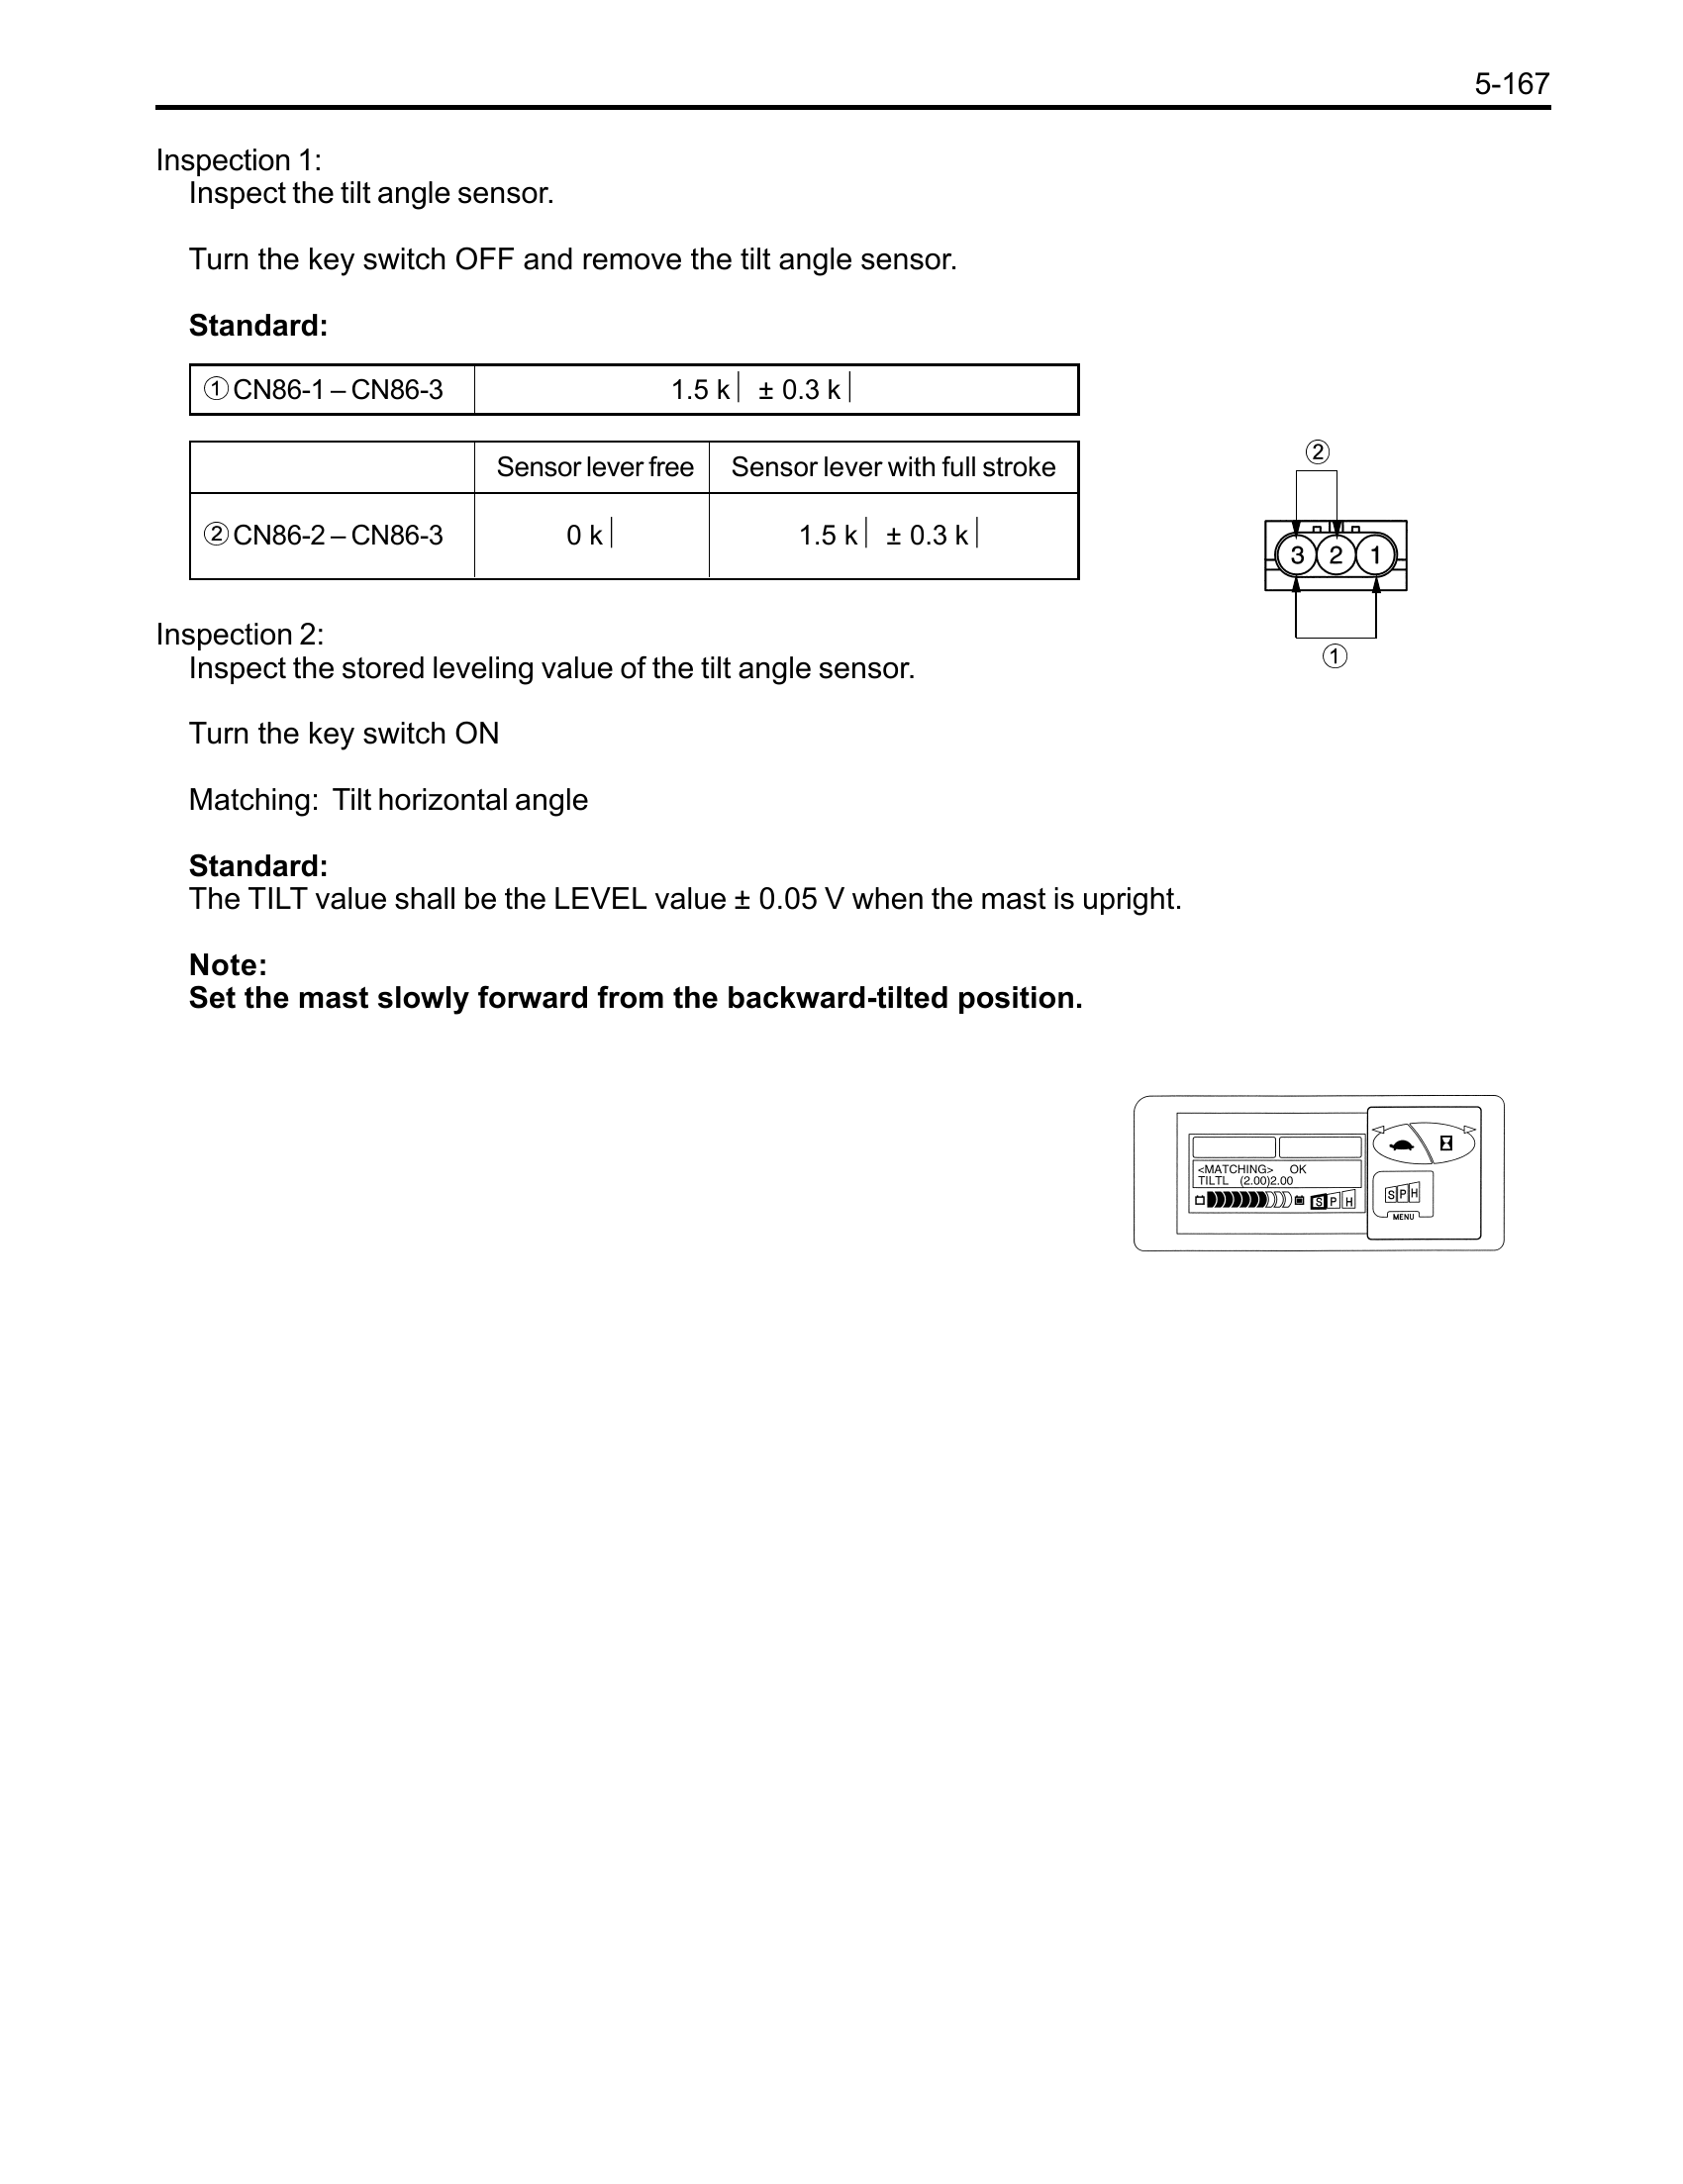 5-167
Inspection 1:
Inspect the tilt angle sensor.
Turn the key switch OFF and remove the tilt angle sensor.
Standard:
① CN86-1 – CN86-3 1.5 k| ± 0.3 k|
Sensor lever free Sensor lever with full stroke
② CN86-2 – CN86-3 0 k| 1.5 k| ± 0.3 k|
②
3 2 1
①
Inspection 2:
Inspect the stored leveling value of the tilt angle sensor.
Turn the key switch ON
Matching: Tilt horizontal angle
Standard:
The TILT value shall be the LEVEL value ± 0.05 V when the mast is upright.
Note:
Set the mast slowly forward from the backward-tilted position.
<MATCHING> OK
TILTL (2.00)2.00
S P H
S P H
MENU